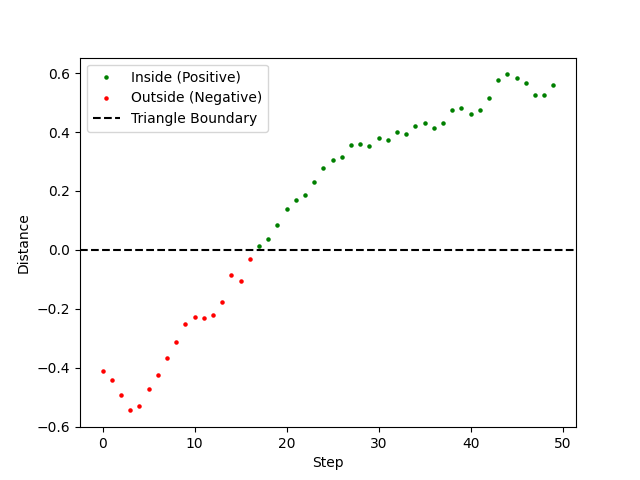 Inside (Positive)
Outside (Negative)
Triangle Boundary
0.6
0.4
0.2
0.0
−0.2
−0.4
−0.6
Distance
0 10 20 30 40 50
Step